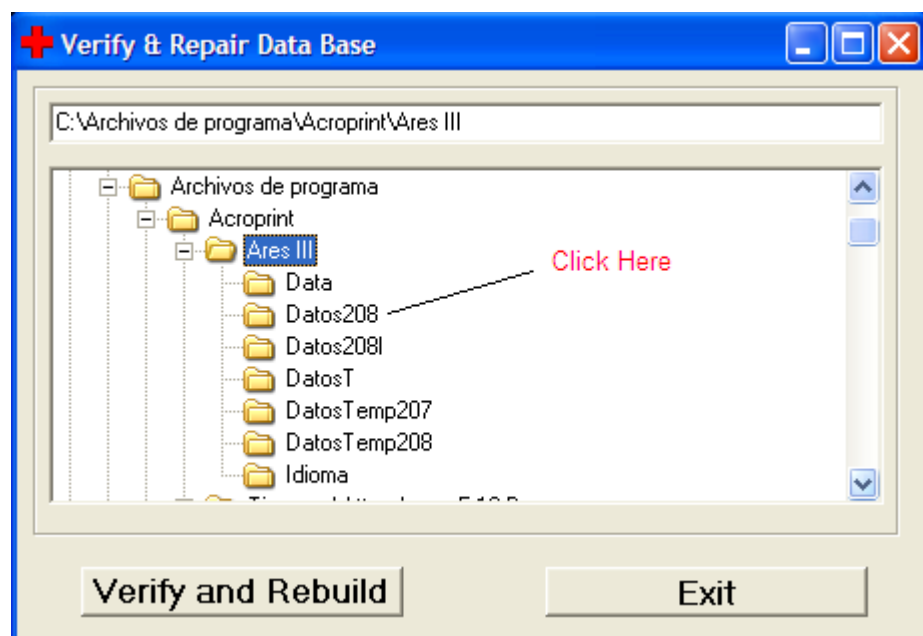 Verify & Repair Data Base
C:\Archivos de programa\Acroprint\Ares III
Archivos de programa
Acroprint
Ares III
Click Here
Data
Datos208
Datos208I
DatosT
DatosTemp207
DatosTemp208
Idioma
Verify and Rebuild
Exit